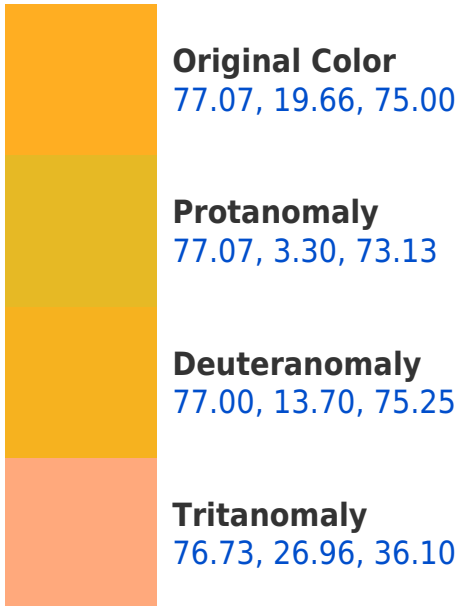 Original Color
77.07, 19.66, 75.00
Protanomaly
77.07, 3.30, 73.13
Deuteranomaly
77.00, 13.70, 75.25
Tritanomaly
76.73, 26.96, 36.10